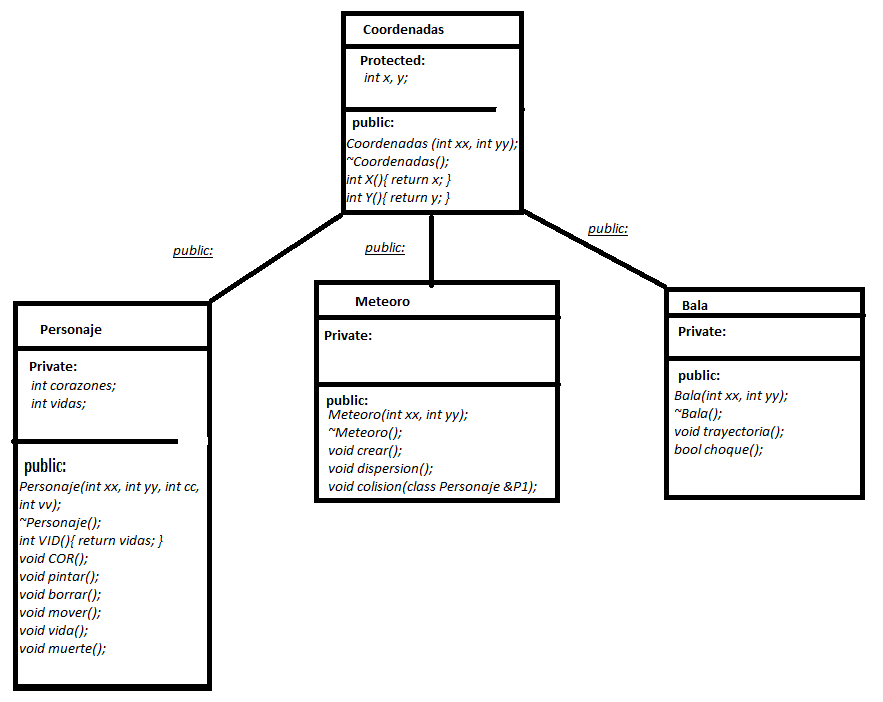 Coordenadas
Protected:
int x, y;
public:
Coordenadas (int xx, int yy);
~Coordenadas();
int X(){ return x; }
int Y(){ return y; }
public:
public:
public:
Personaje
Private:
int corazones;
int vidas;
public:
Personaje(int xx, int yy, int cc,
int vv);
~Personaje();
int VID(){ return vidas; }
void COR();
void pintar();
void borrar();
void mover();
void vida();
void muerte();
Meteoro
Private:
public:
Meteoro(int xx, int yy);
~Meteoro();
void crear();
void dispersion();
void colision(class Personaje &P1);
Bala
Private:
public:
Bala(int xx, int yy);
~Bala();
void trayectoria();
bool choque();